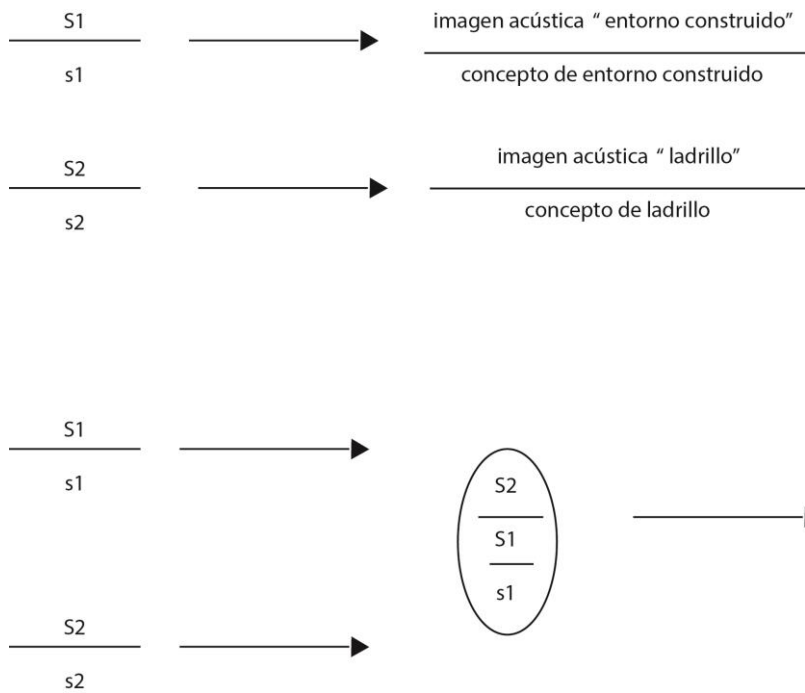 S1
imagen acústica “ entorno construido”
s1
concepto de entorno construido
S2
imagen acústica “ ladrillo”
s2
concepto de ladrillo
S1
s1
S2
S1
s1
S2
s2